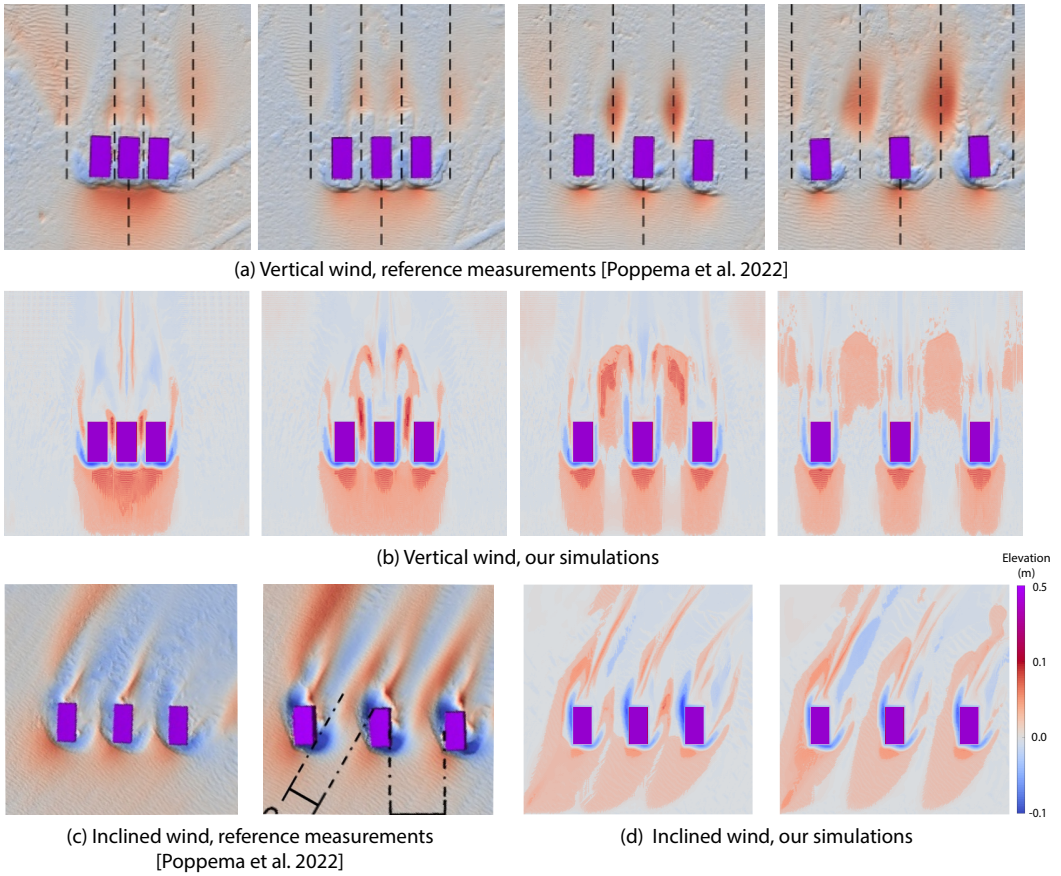 (a) Vertical wind, reference measurements [Poppema et al. 2022]
(b) Vertical wind, our simulations
Elevation
(m)
0.5
0.1
0.0
-0.1
(c) Inclined wind, reference measurements
[Poppema et al. 2022]
(d) Inclined wind, our simulations